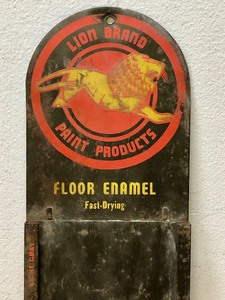 LION BRAND
PAINT PRODUCTS
FLOOR ENAMEL
Fast-Drying